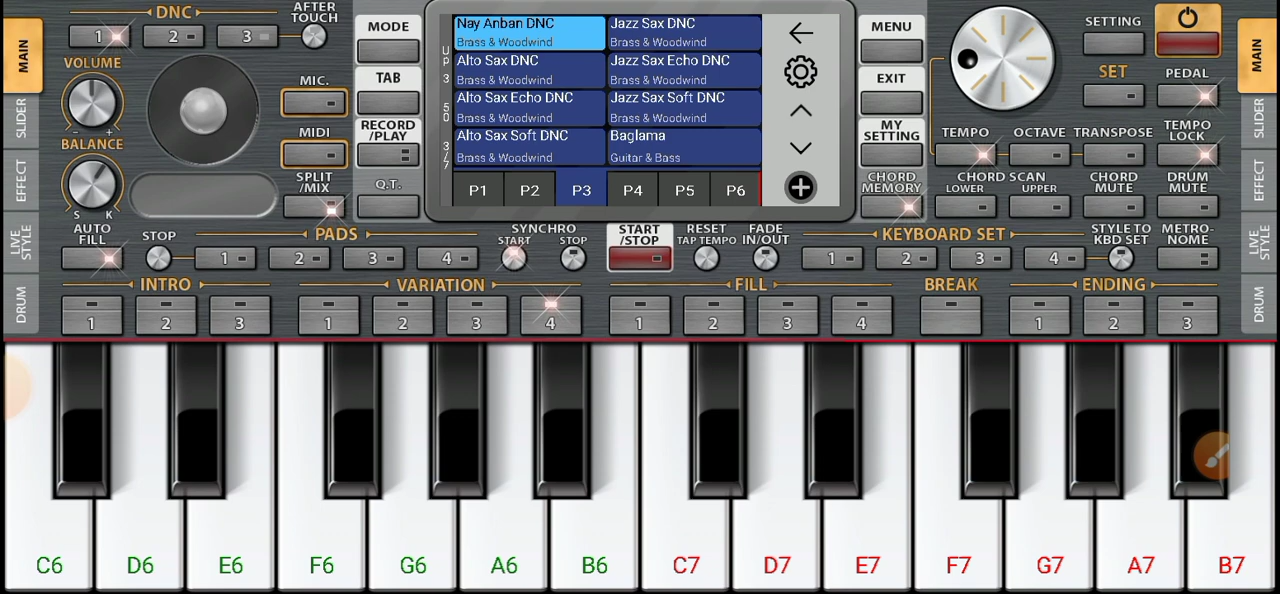 DNC
AFTER
TOUCH
1
2
3
VOLUME
- +
BALANCE
S K
MIC.
MIDI
SPLIT
/MIX
MODE
TAB
RECORD
/PLAY
Q.T.
Nay Anban DNC
Brass & Woodwind
Jazz Sax DNC
Brass & Woodwind
Alto Sax DNC
Brass & Woodwind
Jazz Sax Echo DNC
Brass & Woodwind
Alto Sax Echo DNC
Brass & Woodwind
Jazz Sax Soft DNC
Brass & Woodwind
Alto Sax Soft DNC
Brass & Woodwind
Baglama
Guitar & Bass
P1 P2 P3 P4 P5 P6
MENU
EXIT
MY
SETTING
CHORD
MEMORY
SETTING
SET
PEDAL
TEMPO
OCTAVE
TRANSPOSE
TEMPO
LOCK
CHORD SCAN
LOWER UPPER
CHORD
MUTE
DRUM
MUTE
MAIN
SLIDER
EFFECT
LIVE
STYLE
DRUM
MAIN
SLIDER
EFFECT
LIVE
STYLE
DRUM
AUTO
FILL
STOP
PADS
1
2
3
4
SYNCHRO
START STOP
START
/STOP
RESET
TAP TEMPO
FADE
IN/OUT
KEYBOARD SET
1
2
3
4
STYLE TO
KBD SET
METRO-
NOME
INTRO
1
2
3
VARIATION
1
2
3
4
FILL
1
2
3
4
BREAK
ENDING
1
2
3
C6 D6 E6 F6 G6 A6 B6 C7 D7 E7 F7 G7 A7 B7